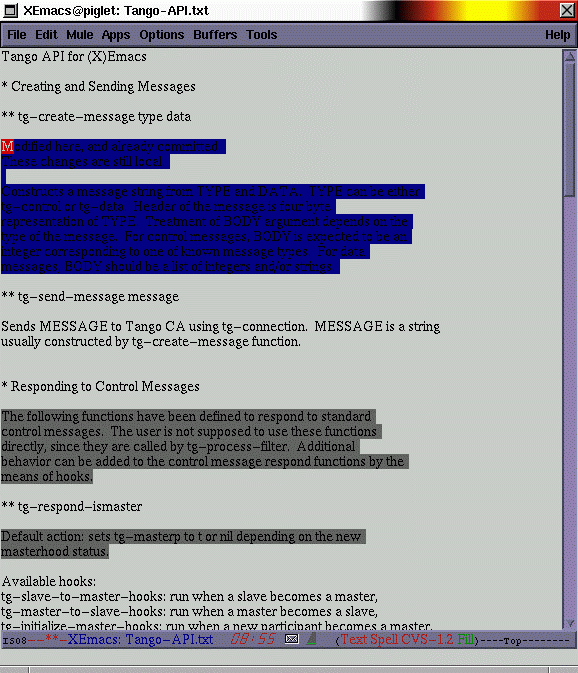 XEmacs@piglet: Tango-API.txt
File Edit Mule Apps Options Buffers Tools Help
Tango API for (X)Emacs
* Creating and Sending Messages
** tg-create-message type data
Modified here, and already committed.
These changes are still local.
Constructs a message string from TYPE and DATA. TYPE can be either
tg-control or tg-data. Header of the message is four byte
representation of TYPE. Treatment of BODY argument depends on the
type of the message. For control messages, BODY is expected to be an
integer corresponding to one of known message types. For data
messages, BODY should be a list of integers and/or strings.
** tg-send-message message
Sends MESSAGE to Tango CA using tg-connection. MESSAGE is a string
usually constructed by tg-create-message function.
* Responding to Control Messages
The following functions have been defined to respond to standard
control messages. The user is not supposed to use these functions
directly, since they are called by tg-process-filter. Additional
behavior can be added to the control message respond functions by the
means of hooks.
** tg-respond-ismaster
Default action: sets tg-masterp to t or nil depending on the new
masterhood status.
Available hooks:
tg-slave-to-master-hooks: run when a slave becomes a master,
tg-master-to-slave-hooks: run when a master becomes a slave,
tg-initialize-master-hooks: run when a new participant becomes a master,
ISO8--**-XEmacs: Tango-API.txt 08:55 (Text Spell CVS-1.2 Fill)----Top--------